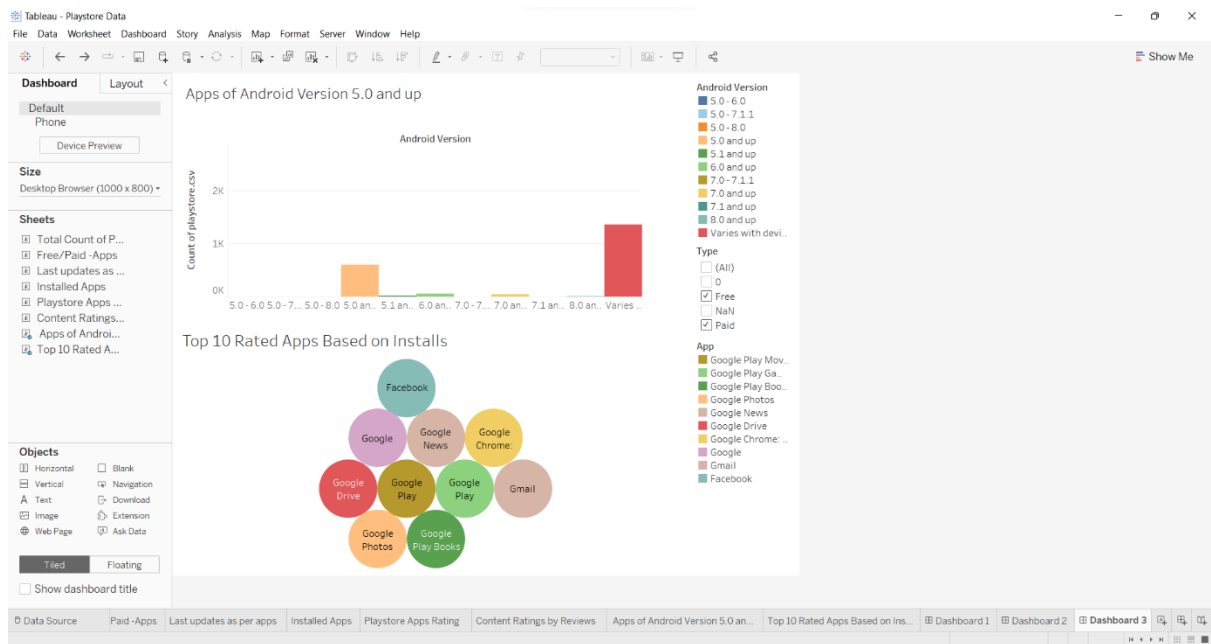 Tableau - Playstore Data
File Data Worksheet Dashboard Story Analysis Map Format Server Window Help
Show Me
Dashboard Layout
Default
Phone
Device Preview
Size
Desktop Browser (1000 x 800)
Sheets
Total Count of P...
Free/Paid -Apps
Last updates as ...
Installed Apps
Playstore Apps ...
Content Ratings...
Apps of Androi...
Top 10 Rated A...
Objects
Horizontal Blank
Vertical Navigation
Text Download
Image Extension
Web Page Ask Data
Tiled Floating
Show dashboard title
Apps of Android Version 5.0 and up
Android Version
Count of playstore.csv
2K
1K
0K
5.0 - 6.0 5.0 - 7... 5.0 - 8.0 5.0 an.. 5.1 an.. 6.0 an.. 7.0 - 7... 7.0 an.. 7.1 an.. 8.0 an.. Varies ..
Top 10 Rated Apps Based on Installs
Facebook
Google
Google News
Google Chrome:
Google Drive
Google Play
Google Play
Gmail
Google Photos
Google Play Books
Android Version
5.0 - 6.0
5.0 - 7.1.1
5.0 - 8.0
5.0 and up
5.1 and up
6.0 and up
7.0 - 7.1.1
7.0 and up
7.1 and up
8.0 and up
Varies with devi..
Type
(All)
0
Free
NaN
Paid
App
Google Play Mov..
Google Play Ga..
Google Play Boo..
Google Photos
Google News
Google Drive
Google Chrome: ..
Google
Gmail
Facebook
Data Source Paid -Apps Last updates as per apps Installed Apps Playstore Apps Rating Content Ratings by Reviews Apps of Android Version 5.0 an... Top 10 Rated Apps Based on Ins... Dashboard 1 Dashboard 2 Dashboard 3